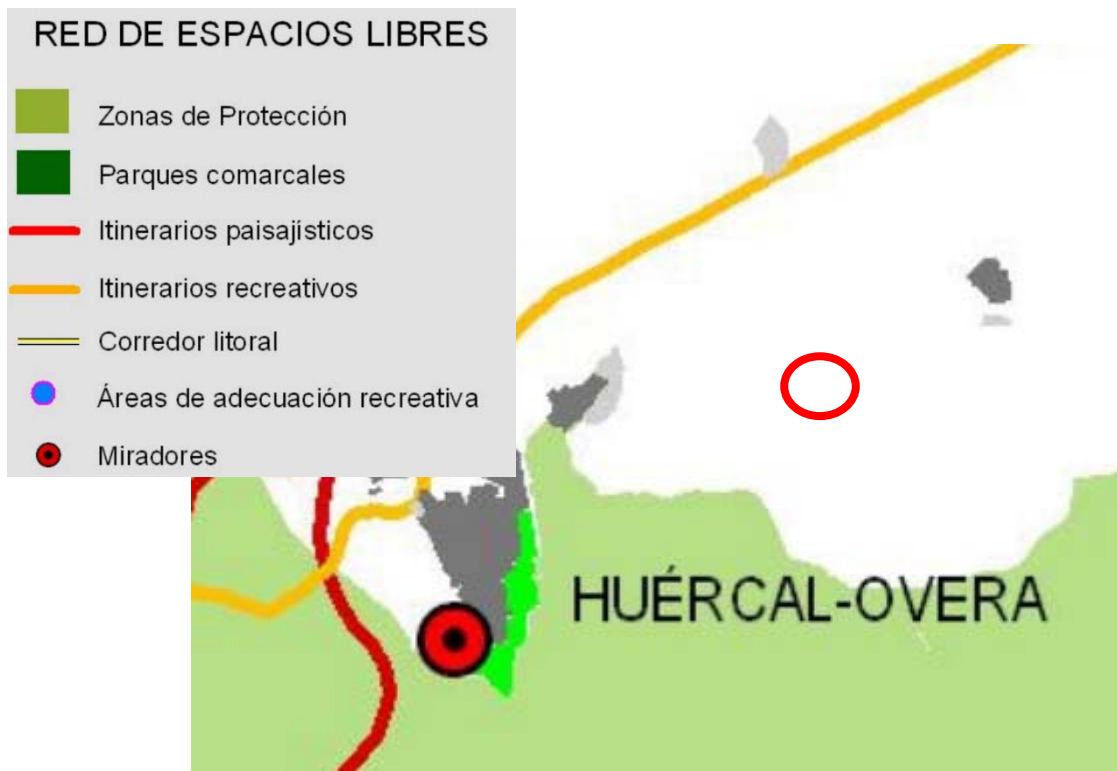 RED DE ESPACIOS LIBRES
Zonas de Protección
Parques comarcales
Itinerarios paisajísticos
Itinerarios recreativos
Corredor litoral
Áreas de adecuación recreativa
Miradores
HUÉRCAL-OVERA